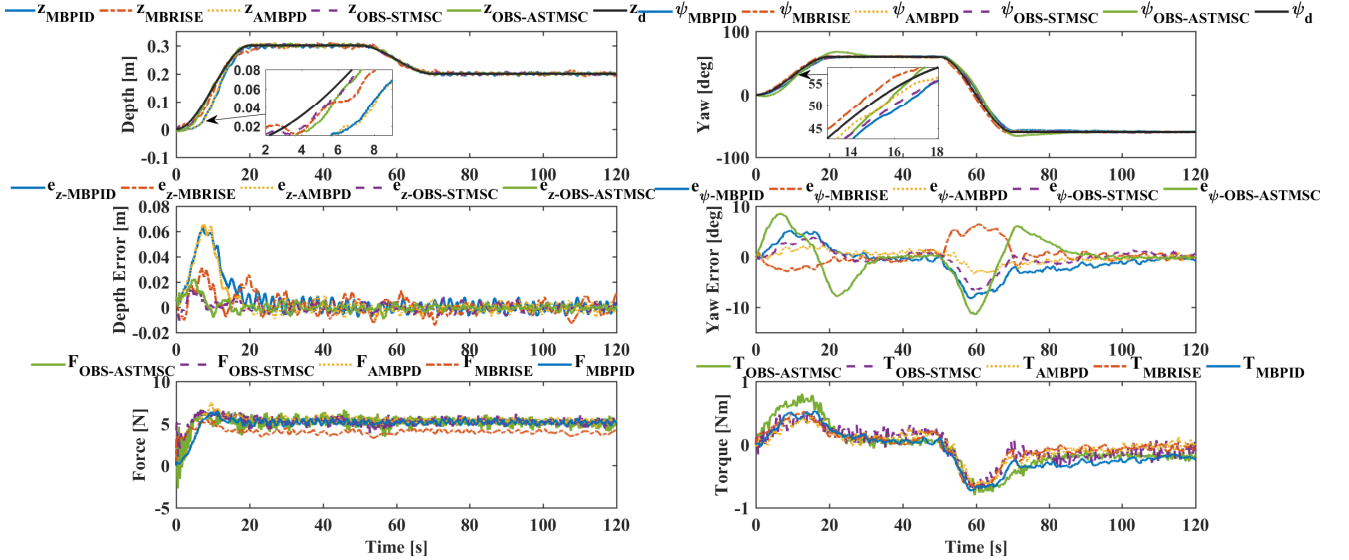 z_MBPID z_MBRISE z_AMBPD z_OBS-STMSC z_OBS-ASTMSC z_d
Depth [m]
0.3
0.2
0.1
0
-0.1
0.08
0.06
0.04
0.02
2 4 6 8
0 20 40 60 80 100 120
ψ_MBPID ψ_MBRISE ψ_AMBPD ψ_OBS-STMSC ψ_OBS-ASTMSC ψ_d
Yaw [deg]
100
0
-100
55
50
45
14 16 18
0 20 40 60 80 100 120
e_z-MBPID e_z-MBRISE e_z-AMBPD e_z-OBS-STMSC e_z-OBS-ASTMSC
Depth Error [m]
0.08
0.06
0.04
0.02
0
-0.02
0 20 40 60 80 100 120
e_ψ-MBPID e_ψ-MBRISE e_ψ-AMBPD e_ψ-OBS-STMSC e_ψ-OBS-ASTMSC
Yaw Error [deg]
10
0
-10
0 20 40 60 80 100 120
F_OBS-ASTMSC F_OBS-STMSC F_AMBPD F_MBRISE F_MBPID
Force [N]
10
5
0
-5
0 20 40 60 80 100 120
Time [s]
T_OBS-ASTMSC T_OBS-STMSC T_AMBPD T_MBRISE T_MBPID
Torque [Nm]
1
0
-1
0 20 40 60 80 100 120
Time [s]